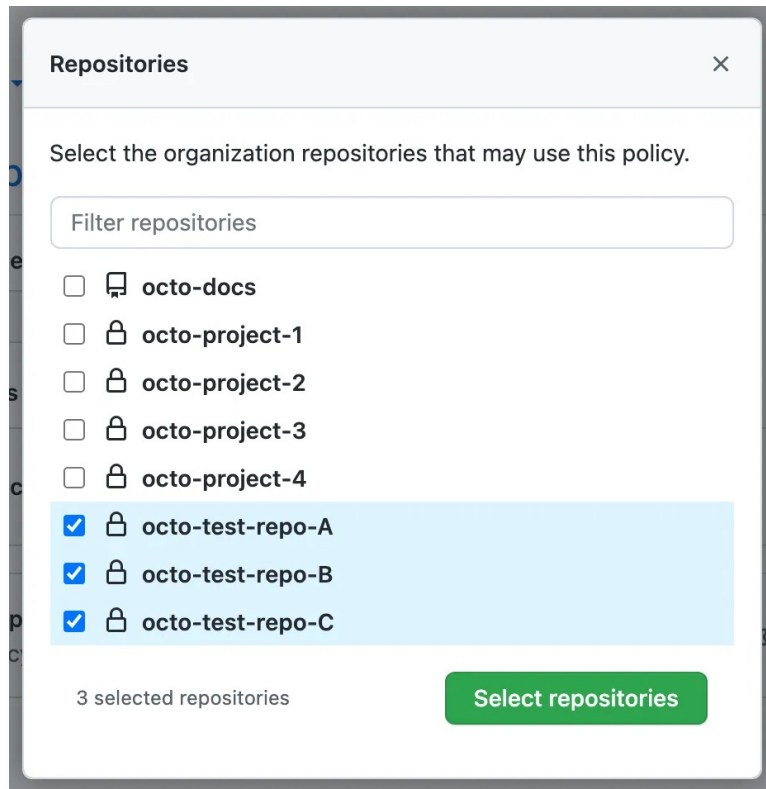 Repositories
Select the organization repositories that may use this policy.
Filter repositories
octo-docs
octo-project-1
octo-project-2
octo-project-3
octo-project-4
octo-test-repo-A
octo-test-repo-B
octo-test-repo-C
3 selected repositories
Select repositories